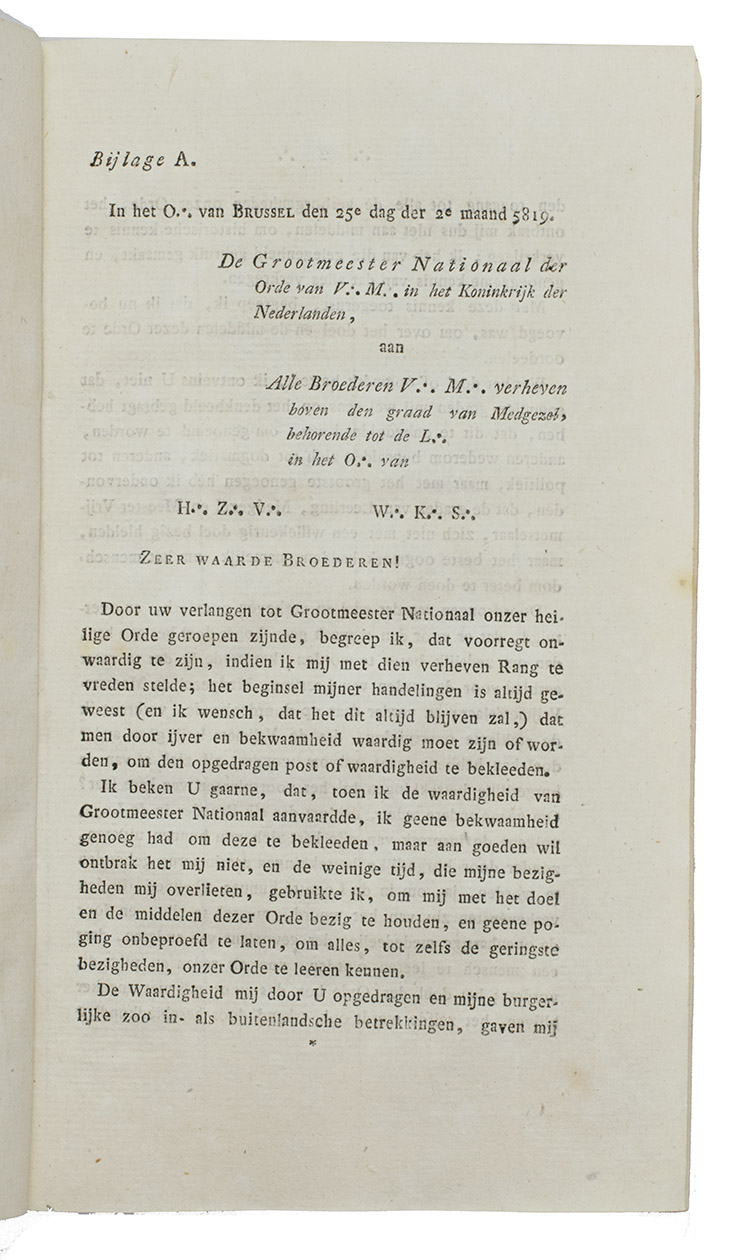 Bijlage A.
In het O.·. van BRUSSEL den 25e dag der 2e maand 5819.
De Grootmeester Nationaal der
Orde van V.·. M.·. in het Koninkrijk der
Nederlanden,
aan
Alle Broederen V.·. M.·. verheven
boven den graad van Medgezel,
behorende tot de L.·.
in het O.·. van
H.·. Z.·. V.·. W.·. K.·. S.·.
ZEER WAARDE BROEDEREN!
Door uw verlangen tot Grootmeester Nationaal onzer hei-
lige Orde geroepen zijnde, begreep ik, dat voorregt on-
waardig te zijn, indien ik mij met dien verheven Rang te
vreden stelde; het beginsel mijner handelingen is altijd ge-
weest (en ik wensch, dat het dit altijd blijven zal,) dat
men door ijver en bekwaamheid waardig moet zijn of wor-
den, om den opgedragen post of waardigheid te bekleeden.
Ik beken U gaarne, dat, toen ik de waardigheid van
Grootmeester Nationaal aanvaardde, ik geene bekwaamheid
genoeg had om deze te bekleeden, maar aan goeden wil
ontbrak het mij niet, en de weinige tijd, die mijne bezig-
heden mij overlieten, gebruikte ik, om mij met het doel
en de middelen dezer Orde bezig te houden, en geene po-
ging onbeproefd te laten, om alles, tot zelfs de geringste
bezigheden, onzer Orde te leeren kennen.
De Waardigheid mij door U opgedragen en mijne burger-
lijke zoo in- als buitenlandsche betrekkingen, gaven mij
*